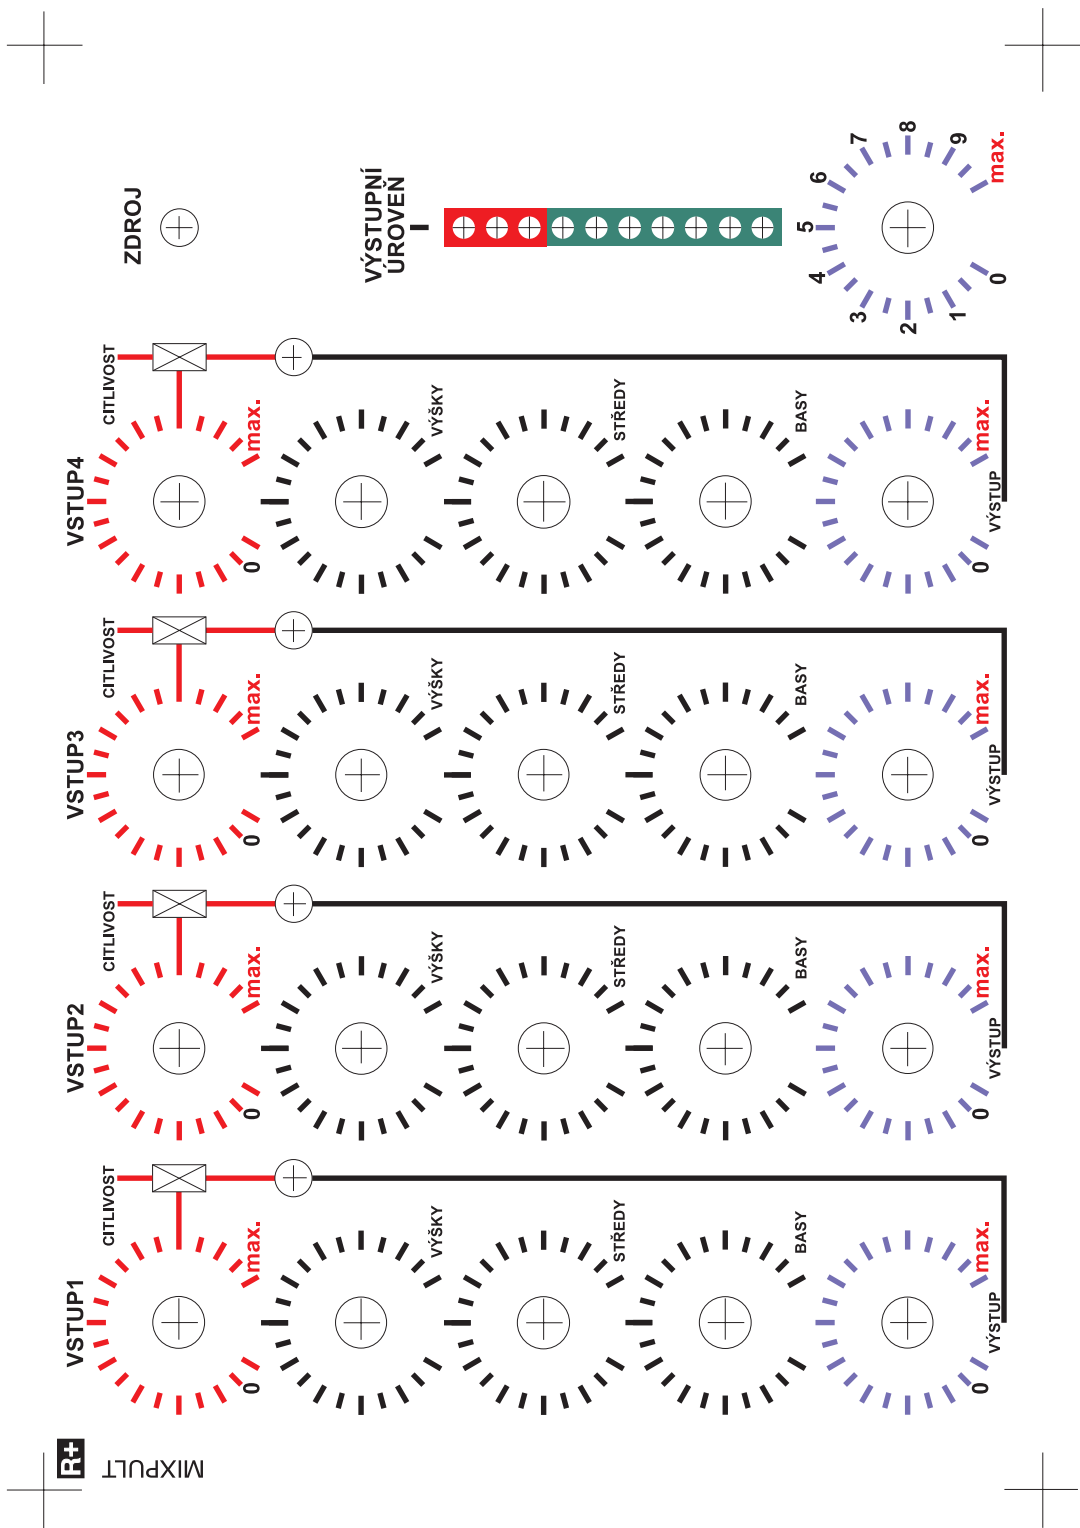 R+
MIXPULT
VSTUP1
CITLIVOST
0 max.
VÝŠKY
STŘEDY
BASY
0 max.
VÝSTUP
VSTUP2
CITLIVOST
0 max.
VÝŠKY
STŘEDY
BASY
0 max.
VÝSTUP
VSTUP3
CITLIVOST
0 max.
VÝŠKY
STŘEDY
BASY
0 max.
VÝSTUP
VSTUP4
CITLIVOST
0 max.
VÝŠKY
STŘEDY
BASY
0 max.
VÝSTUP
ZDROJ
VÝSTUPNÍ
ÚROVEŇ
0 1 2 3 4 5 6 7 8 9 max.